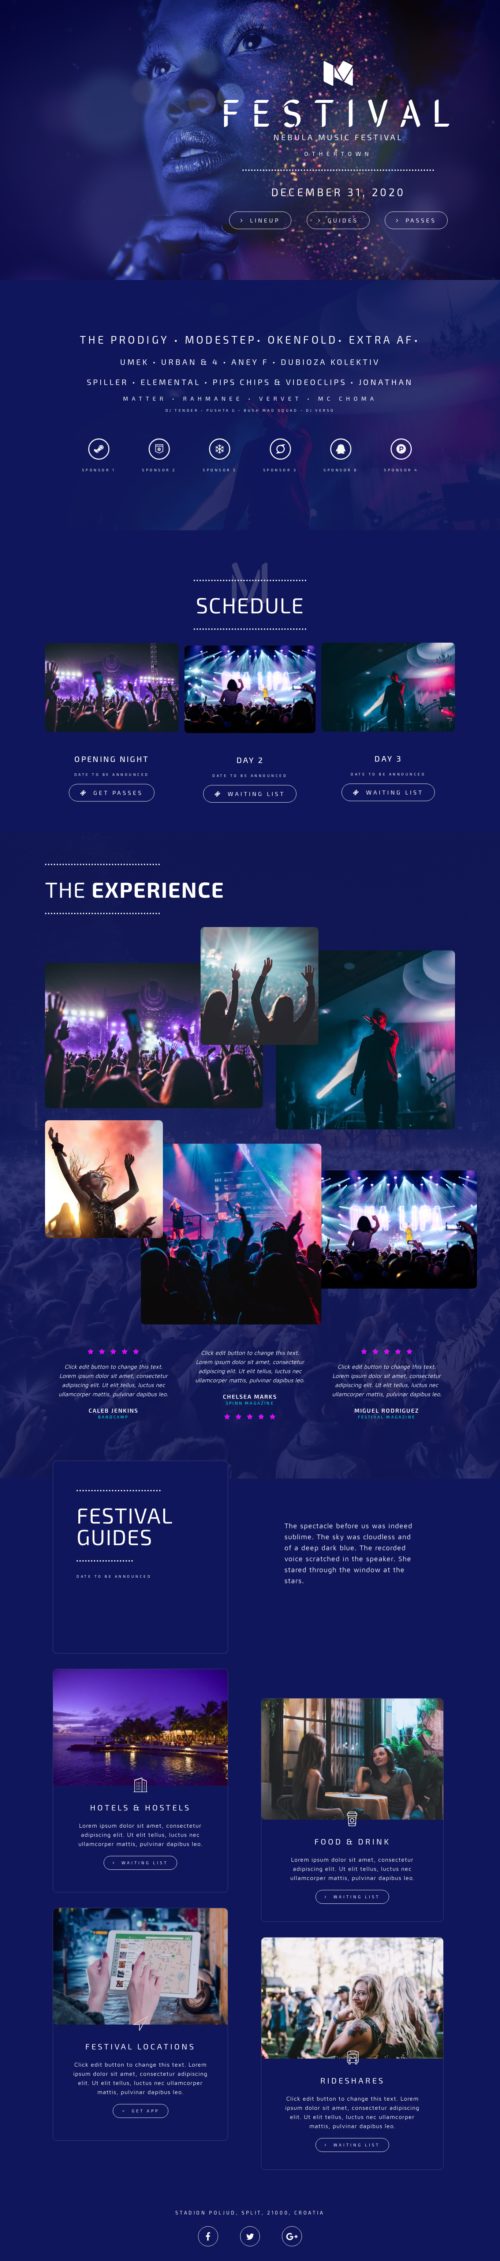 FESTIVAL
NEBULA MUSIC FESTIVAL
OTHERTOWN
DECEMBER 31, 2020
> LINEUP
> GUIDES
> PASSES
THE PRODIGY • MODESTEP• OKENFOLD• EXTRA AF•
UMEK • URBAN & 4 • ANEY F • DUBIOZA KOLEKTIV
SPILLER • ELEMENTAL • PIPS CHIPS & VIDEOCLIPS • JONATHAN
MATTER • RAHMANEE • VERVET • MC CHOMA
DJ TENDER • PUSHTA G • BUSH MAD SQUAD • DJ VERSO
SPONSOR 1
SPONSOR 2
SPONSOR
SPONSOR
SPONSOR
SPONSOR 4
M
SCHEDULE
OPENING NIGHT
DATE TO BE ANNOUNCED
GET PASSES
DAY 2
DATE TO BE ANNOUNCED
WAITING LIST
DAY 3
DATE TO BE ANNOUNCED
WAITING LIST
THE EXPERIENCE
Click edit button to change this text.
Lorem ipsum dolor sit amet, consectetur
adipiscing elit. Ut elit tellus, luctus nec
ullamcorper mattis, pulvinar dapibus leo.
CALEB JENKINS
BANDCAMP
Click edit button to change this text.
Lorem ipsum dolor sit amet, consectetur
adipiscing elit. Ut elit tellus, luctus nec
ullamcorper mattis, pulvinar dapibus leo.
CHELSEA MARKS
SPINN MAGAZINE
Click edit button to change this text.
Lorem ipsum dolor sit amet, consectetur
adipiscing elit. Ut elit tellus, luctus nec
ullamcorper mattis, pulvinar dapibus leo.
MIGUEL RODRIGUEZ
FESTIVAL MAGAZINE
FESTIVAL
GUIDES
DATE TO BE ANNOUNCED
The spectacle before us was indeed
sublime. The sky was cloudless and
of a deep dark blue. The recorded
voice scratched in the speaker. She
stared through the window at the
stars.
HOTELS & HOSTELS
Lorem ipsum dolor sit amet, consectetur
adipiscing elit. Ut elit tellus, luctus nec
ullamcorper mattis, pulvinar dapibus leo.
> WAITING LIST
FOOD & DRINK
Lorem ipsum dolor sit amet, consectetur
adipiscing elit. Ut elit tellus, luctus nec
ullamcorper mattis, pulvinar dapibus leo.
> WAITING LIST
FESTIVAL LOCATIONS
Click edit button to change this text. Lorem
ipsum dolor sit amet, consectetur adipiscing
elit. Ut elit tellus, luctus nec ullamcorper
mattis, pulvinar dapibus leo.
> GET APP
RIDESHARES
Click edit button to change this text. Lorem
ipsum dolor sit amet, consectetur adipiscing
elit. Ut elit tellus, luctus nec ullamcorper
mattis, pulvinar dapibus leo.
> WAITING LIST
STADION POLJUD, SPLIT, 21000, CROATIA